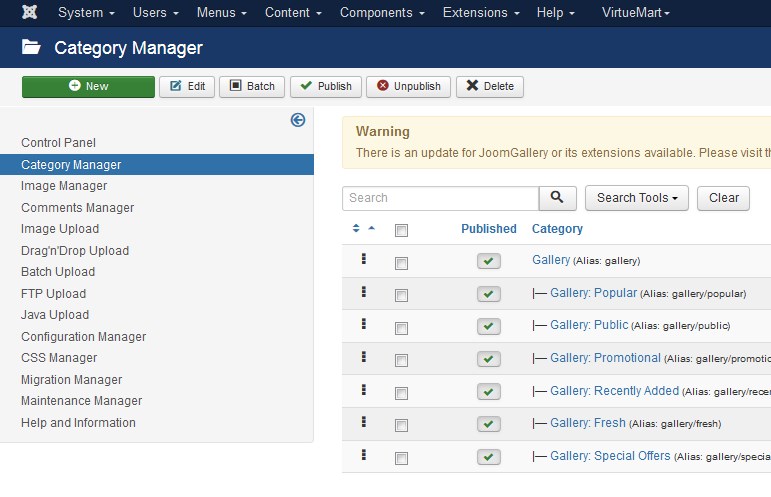 System Users Menus Content Components Extensions Help VirtueMart
Category Manager
New Edit Batch Publish Unpublish Delete
Control Panel
Category Manager
Image Manager
Comments Manager
Image Upload
Drag'n'Drop Upload
Batch Upload
FTP Upload
Java Upload
Configuration Manager
CSS Manager
Migration Manager
Maintenance Manager
Help and Information
Warning
There is an update for JoomGallery or its extensions available. Please visit
Search Search Tools Clear
Published Category
Gallery (Alias: gallery)
|— Gallery: Popular (Alias: gallery/popular)
|— Gallery: Public (Alias: gallery/public)
|— Gallery: Promotional (Alias: gallery/promotio
|— Gallery: Recently Added (Alias: gallery/rece
|— Gallery: Fresh (Alias: gallery/fresh)
|— Gallery: Special Offers (Alias: gallery/specia